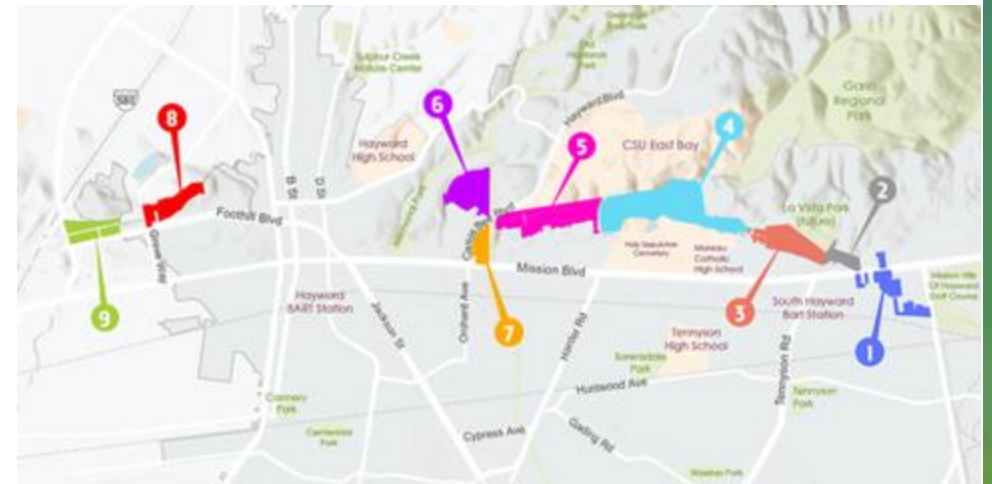 580
8
9
Foothill Blvd
Grove Way
B St
D St
Hayward
BART Station
Jackson St
Cannery
Park
Centennial
Park
Hayward
High School
Sulphur Creek
Nature Center
6
5
7
Orchard Ave
Mission Blvd
Hayward Blvd
CSU East Bay
4
Garin
Regional
Park
2
La Vista Park
(future)
Holy Sepulchre
Cemetery
Moreau
Catholic
High School
3
South Hayward
Bart Station
1
Mission Hills
Of Hayward
Golf Course
Tennyson
High School
Sorensdale
Park
Harder Rd
Huntwood Ave
Tennyson Rd
Tennyson
Park
Cypress Ave
Gading Rd
Weekes Park